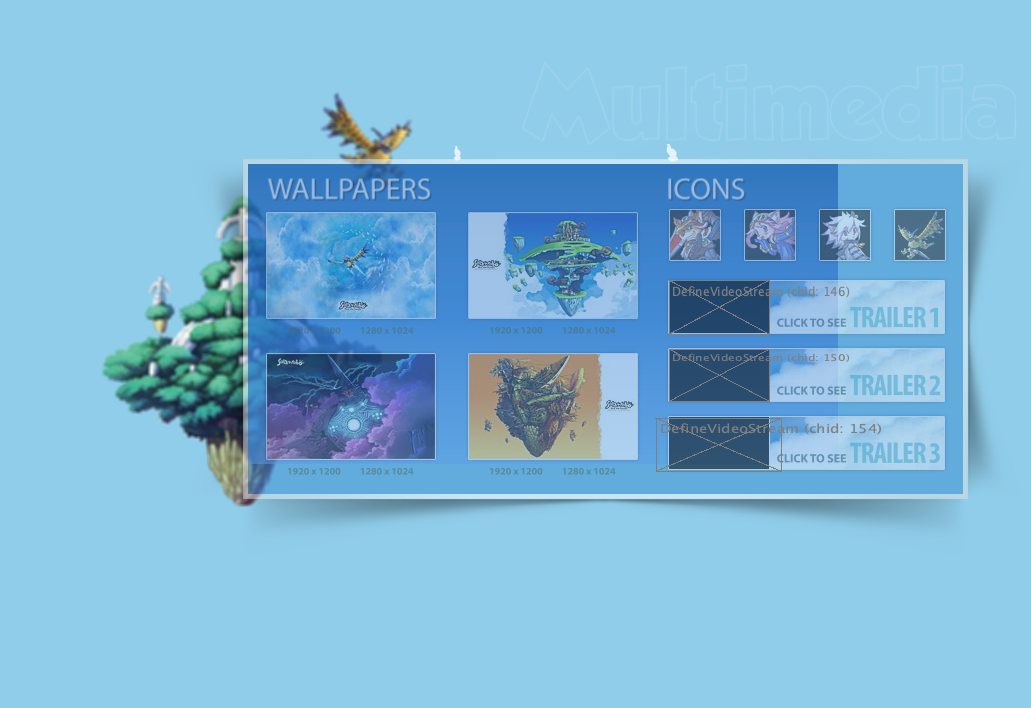 Multimedia
WALLPAPERS
ICONS
1920 x 1200 1280 x 1024
1920 x 1200 1280 x 1024
1920 x 1200 1280 x 1024
1920 x 1200 1280 x 1024
DefineVideoStream (chid: 146)
CLICK TO SEE TRAILER 1
DefineVideoStream (chid: 150)
CLICK TO SEE TRAILER 2
DefineVideoStream (chid: 154)
CLICK TO SEE TRAILER 3